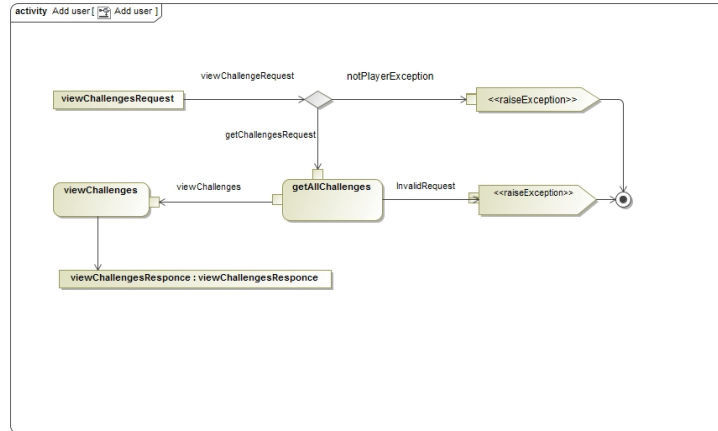 activity Add user [ Add user ]
viewChallengeRequest
notPlayerException
viewChallengesRequest
<<raiseException>>
getChallengesRequest
viewChallenges
viewChallenges
getAllChallenges
InvalidRequest
<<raiseException>>
viewChallengesResponce : viewChallengesResponce